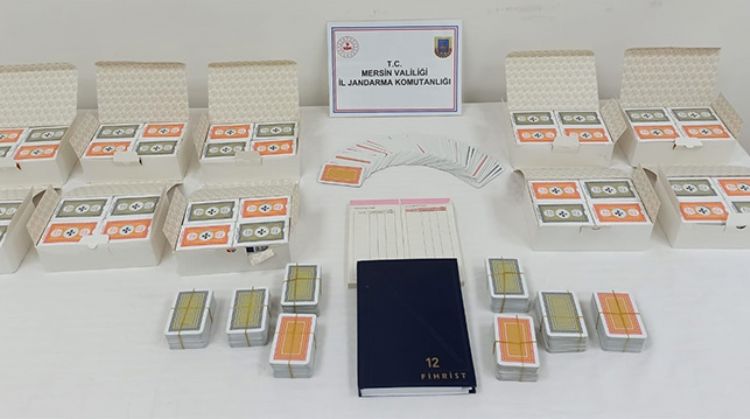 T.C.
MERSİN VALİLİĞİ
İL JANDARMA KOMUTANLIĞI
12
FİHRİST